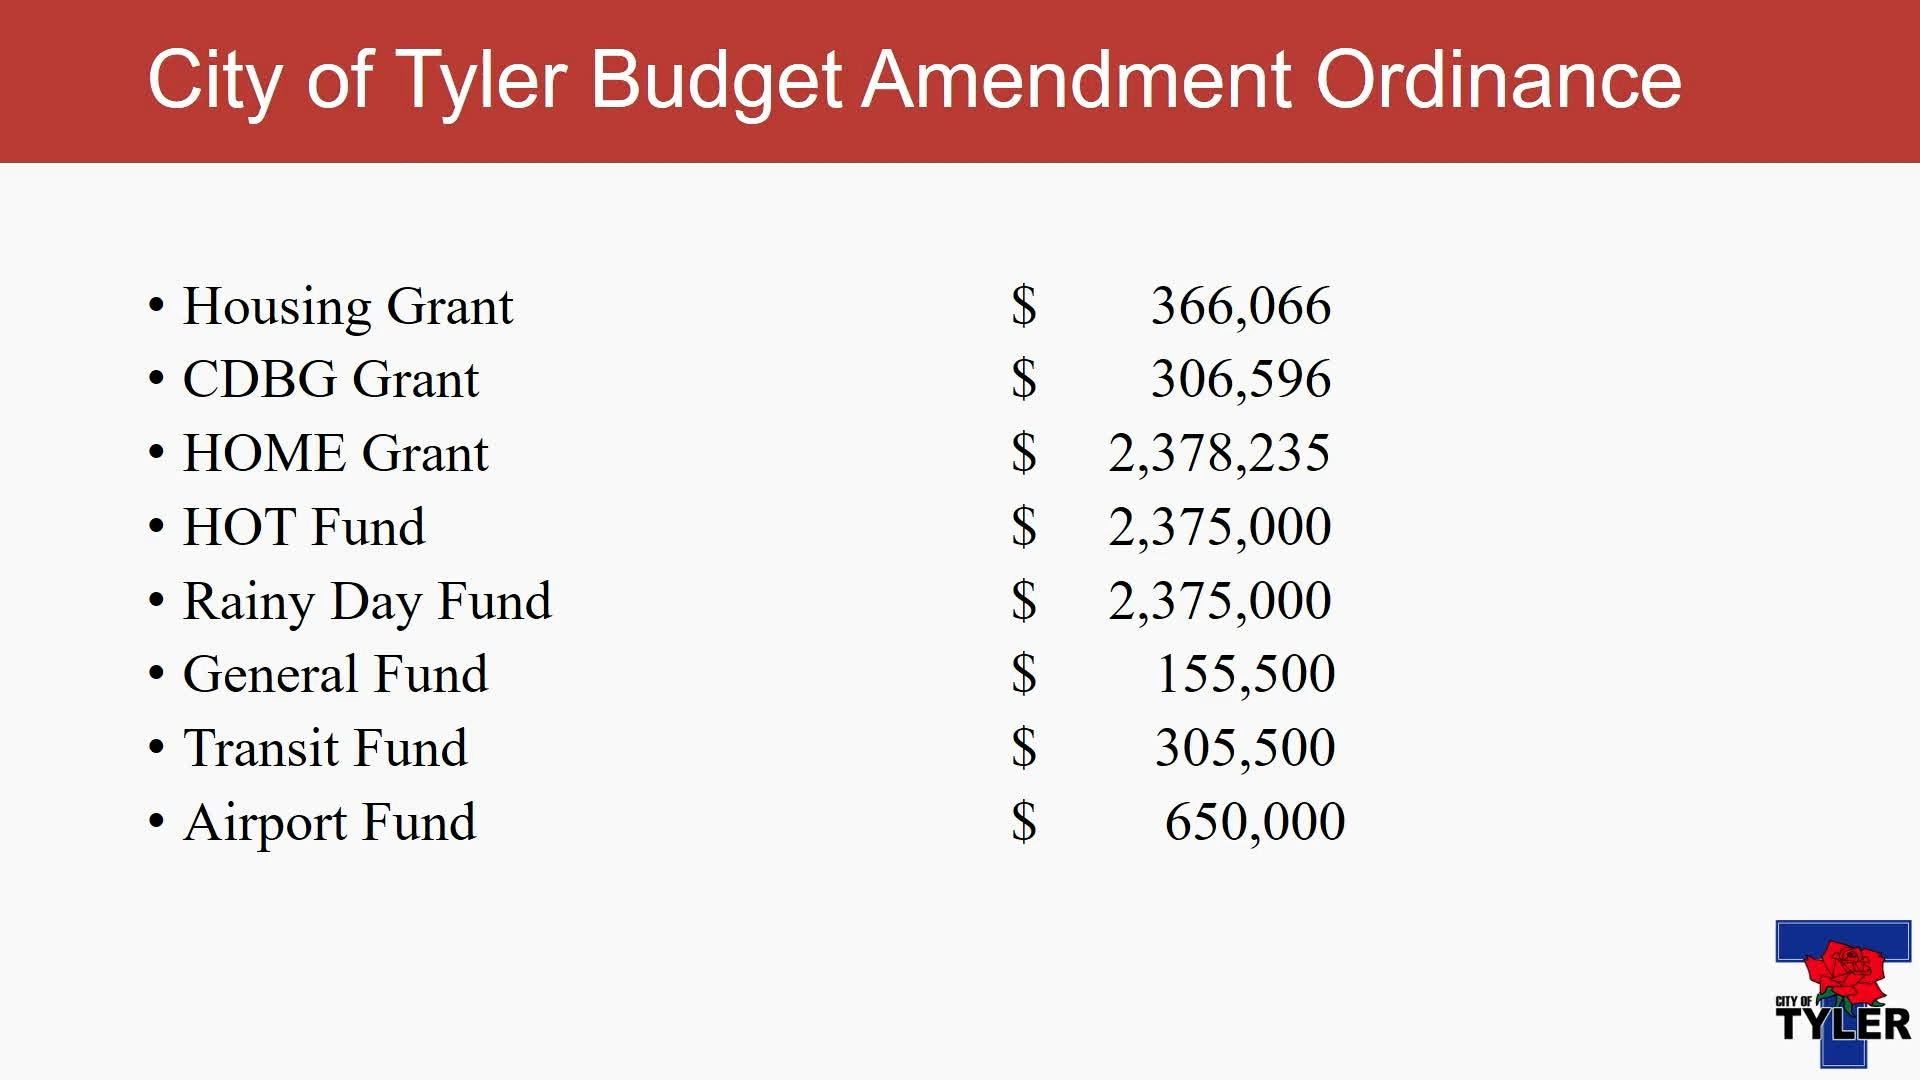 City of Tyler Budget Amendment Ordinance
• Housing Grant $ 366,066
• CDBG Grant $ 306,596
• HOME Grant $ 2,378,235
• HOT Fund $ 2,375,000
• Rainy Day Fund $ 2,375,000
• General Fund $ 155,500
• Transit Fund $ 305,500
• Airport Fund $ 650,000
CITY OF
TYLER